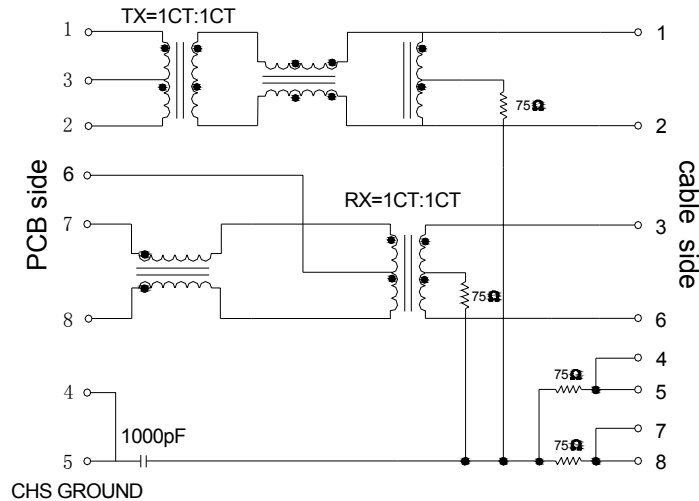 TX=1CT:1CT
1
1
3
75Ω
2
2
6
RX=1CT:1CT
PCB side
cable side
7
3
75Ω
8
6
4
75Ω
4
5
1000pF
7
75Ω
5
8
CHS GROUND